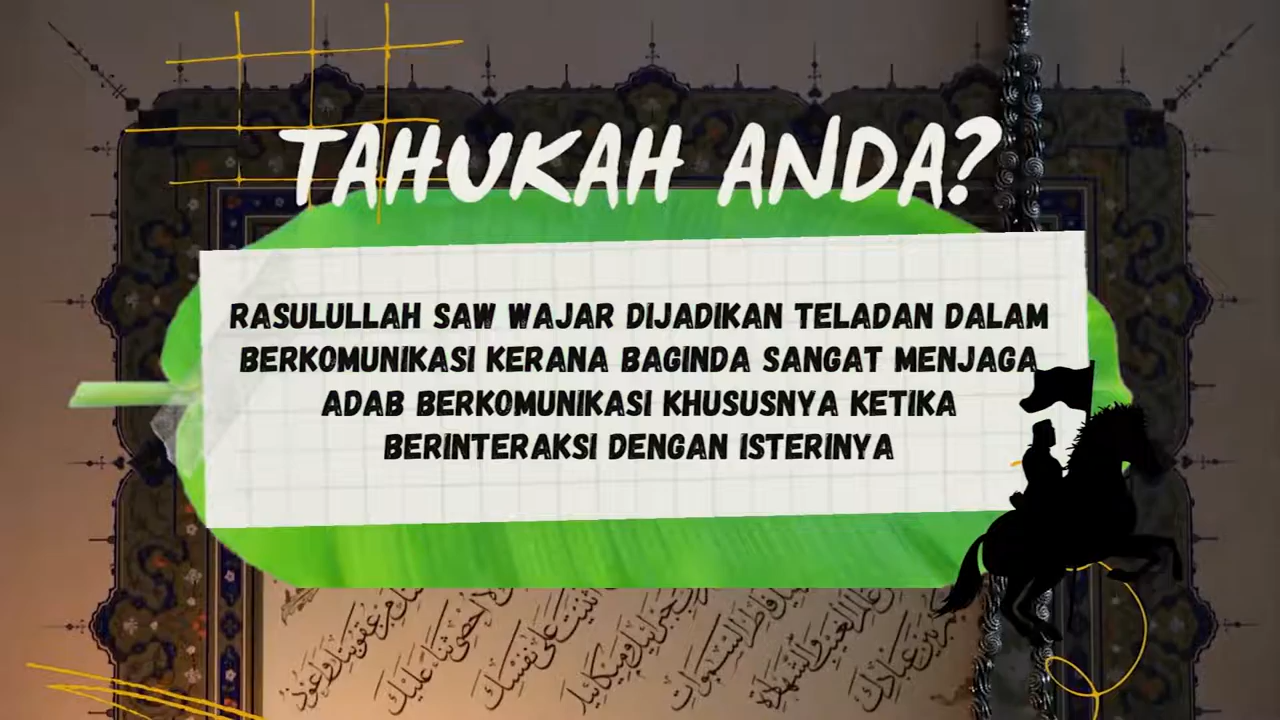 TAHUKAH ANDA?
RASULULLAH SAW WAJAR DIJADIKAN TELADAN DALAM
BERKOMUNIKASI KERANA BAGINDA SANGAT MENJAGA
ADAB BERKOMUNIKASI KHUSUSNYA KETIKA
BERINTERAKSI DENGAN ISTERINYA